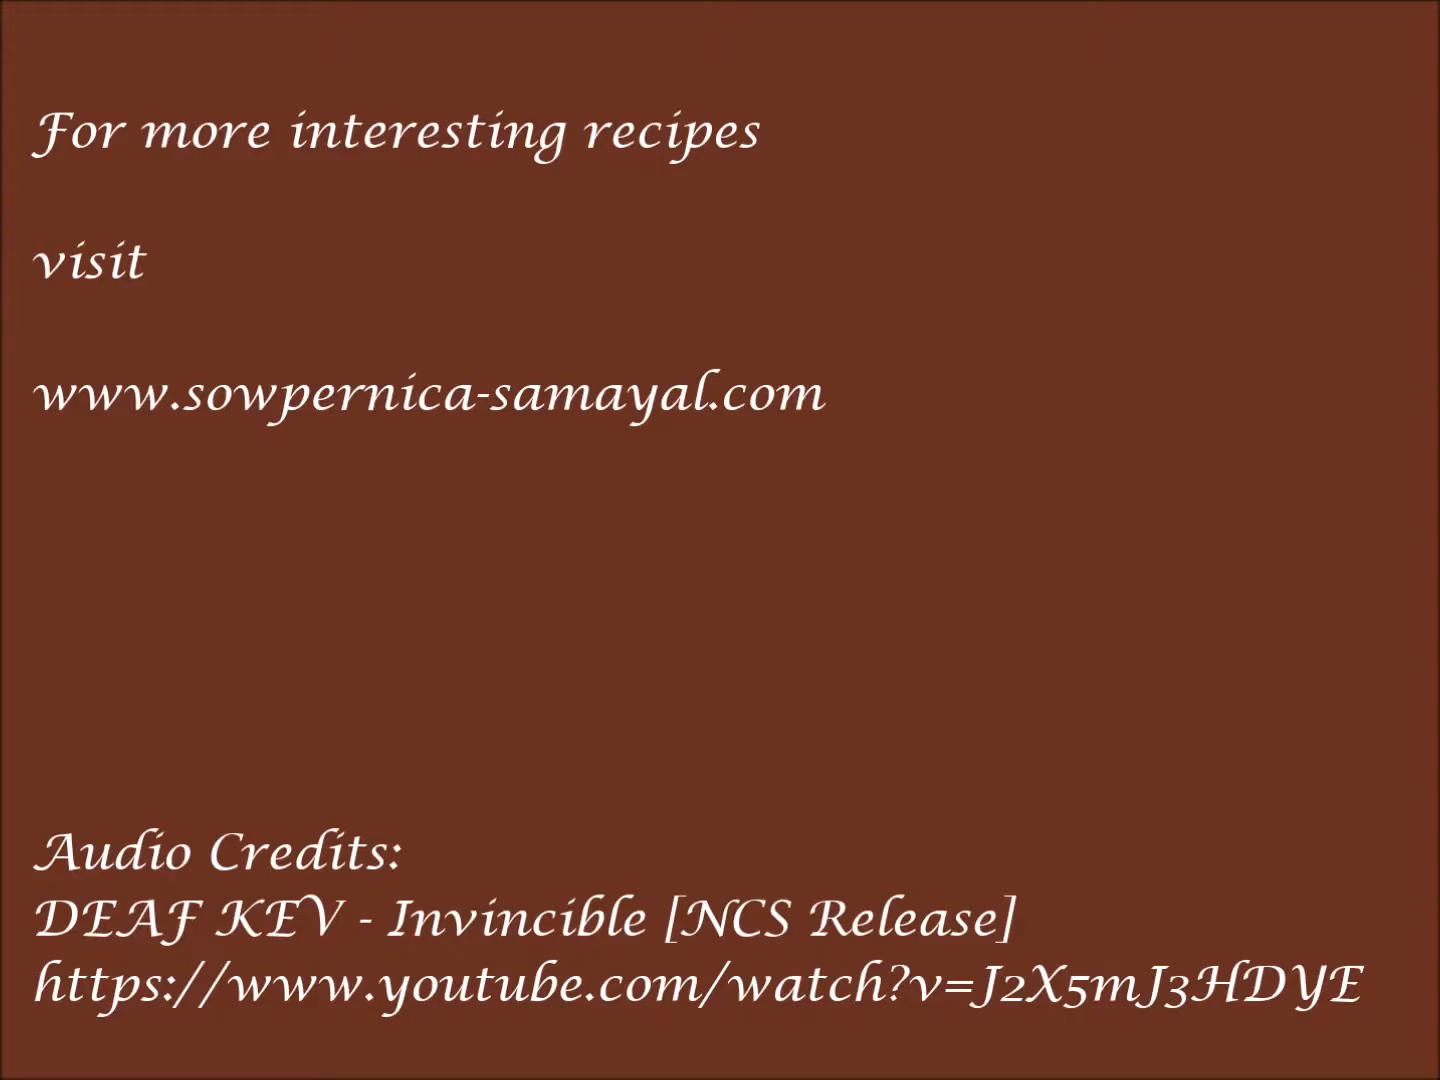 For more interesting recipes
visit
www.sowpernica-samayal.com
Audio Credits:
DEAF KEV - Invincible [NCS Release]
https://www.youtube.com/watch?v=J2X5mJ3HDYE